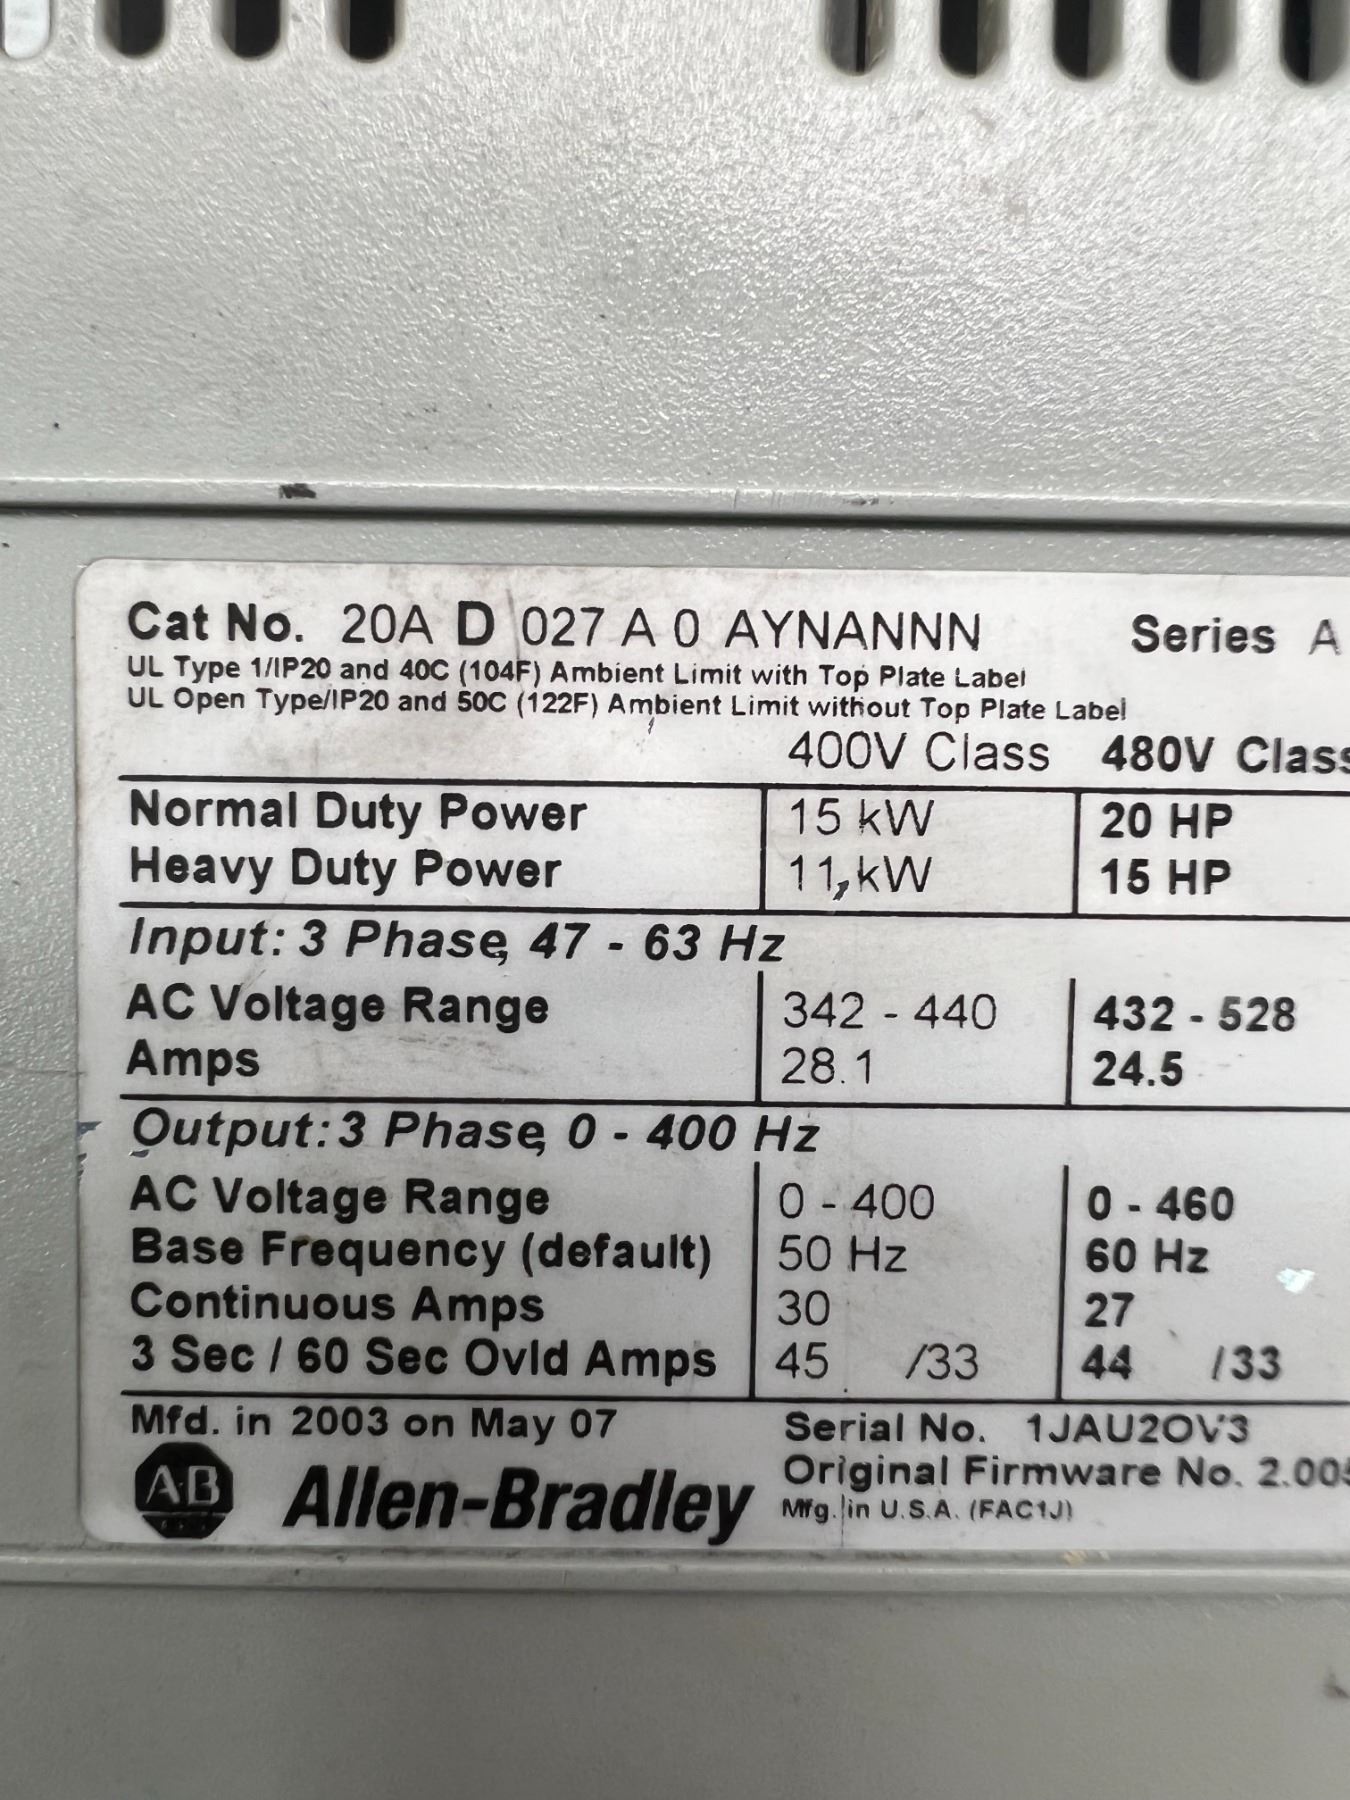 Cat No. 20A D 027 A 0 AYNANNN Series A
UL Type 1/IP20 and 40C (104F) Ambient Limit with Top Plate Label
UL Open Type/IP20 and 50C (122F) Ambient Limit without Top Plate Label
400V Class 480V Class
Normal Duty Power 15 kW 20 HP
Heavy Duty Power 11 kW 15 HP
Input: 3 Phase, 47 - 63 Hz
AC Voltage Range 342 - 440 432 - 528
Amps 28.1 24.5
Output: 3 Phase, 0 - 400 Hz
AC Voltage Range 0 - 400 0 - 460
Base Frequency (default) 50 Hz 60 Hz
Continuous Amps 30 27
3 Sec / 60 Sec Ovld Amps 45 /33 44 /33
Mfd. in 2003 on May 07 Serial No. 1JAU2OV3
Original Firmware No. 2.005
AB Allen-Bradley Mfg. in U.S.A. (FAC1J)